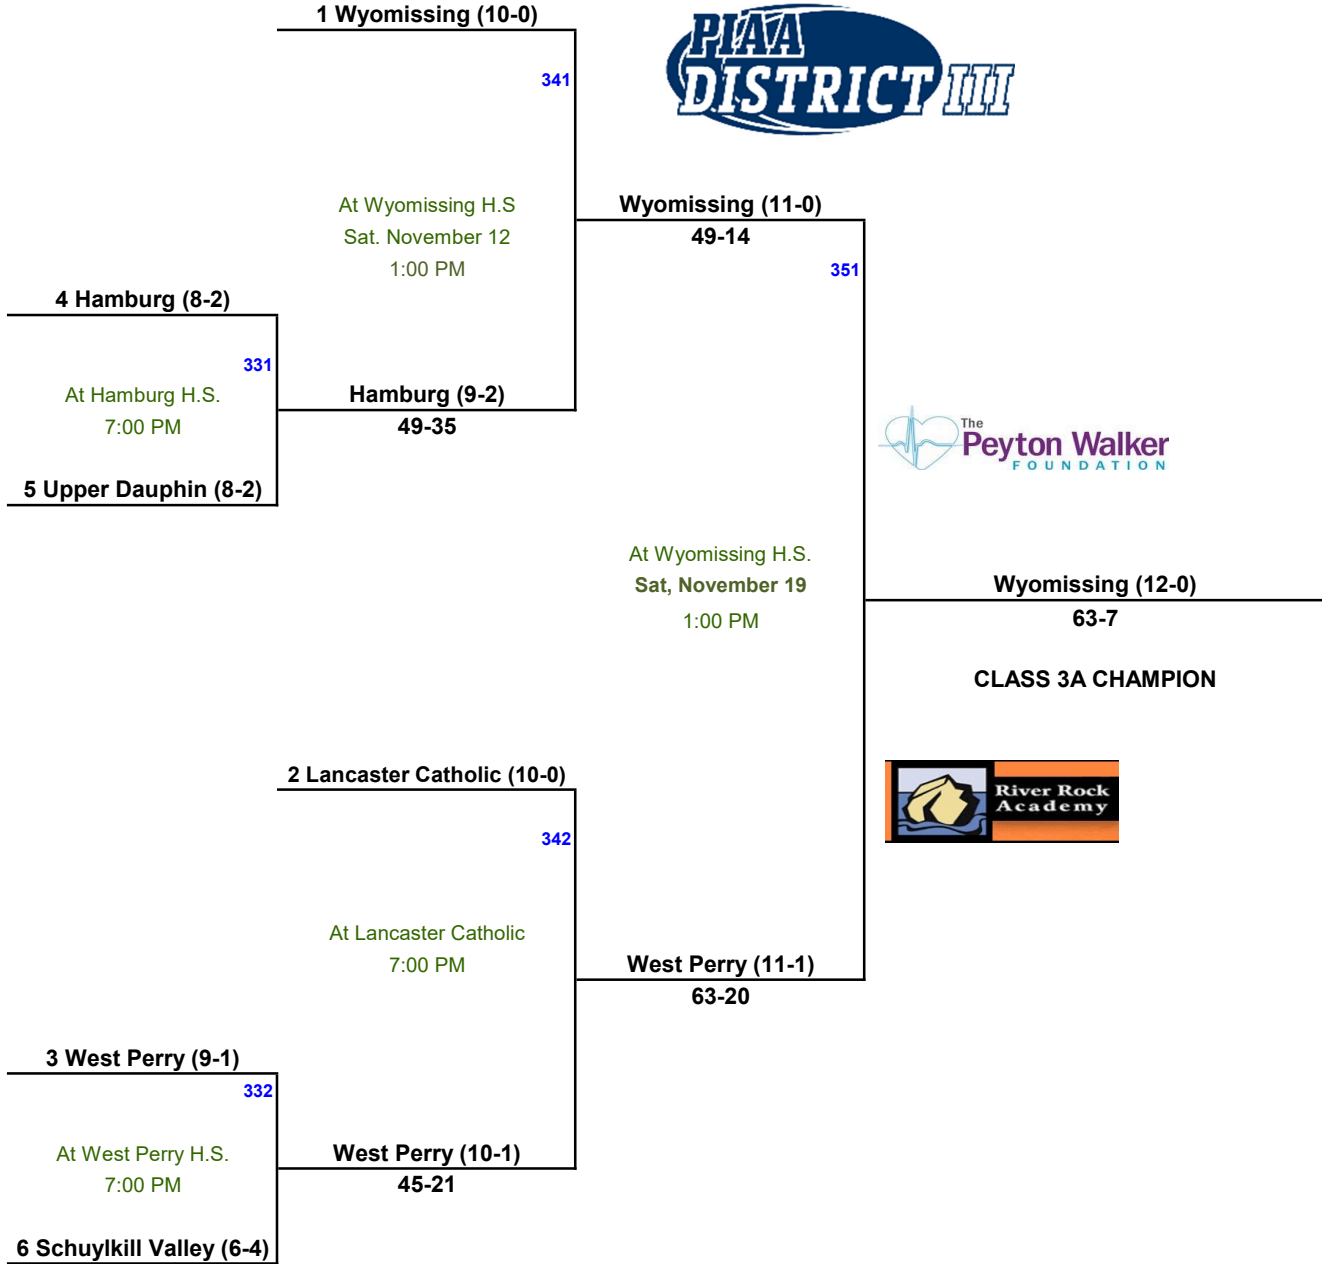 1 Wyomissing (10-0)
PIAA
DISTRICT III
341
At Wyomissing H.S
Sat. November 12
1:00 PM
Wyomissing (11-0)
49-14
351
4 Hamburg (8-2)
331
At Hamburg H.S.
7:00 PM
Hamburg (9-2)
49-35
5 Upper Dauphin (8-2)
The
Peyton Walker
FOUNDATION
At Wyomissing H.S.
Sat, November 19
1:00 PM
Wyomissing (12-0)
63-7
CLASS 3A CHAMPION
2 Lancaster Catholic (10-0)
342
River Rock
Academy
At Lancaster Catholic
7:00 PM
West Perry (11-1)
63-20
3 West Perry (9-1)
332
At West Perry H.S.
7:00 PM
West Perry (10-1)
45-21
6 Schuylkill Valley (6-4)